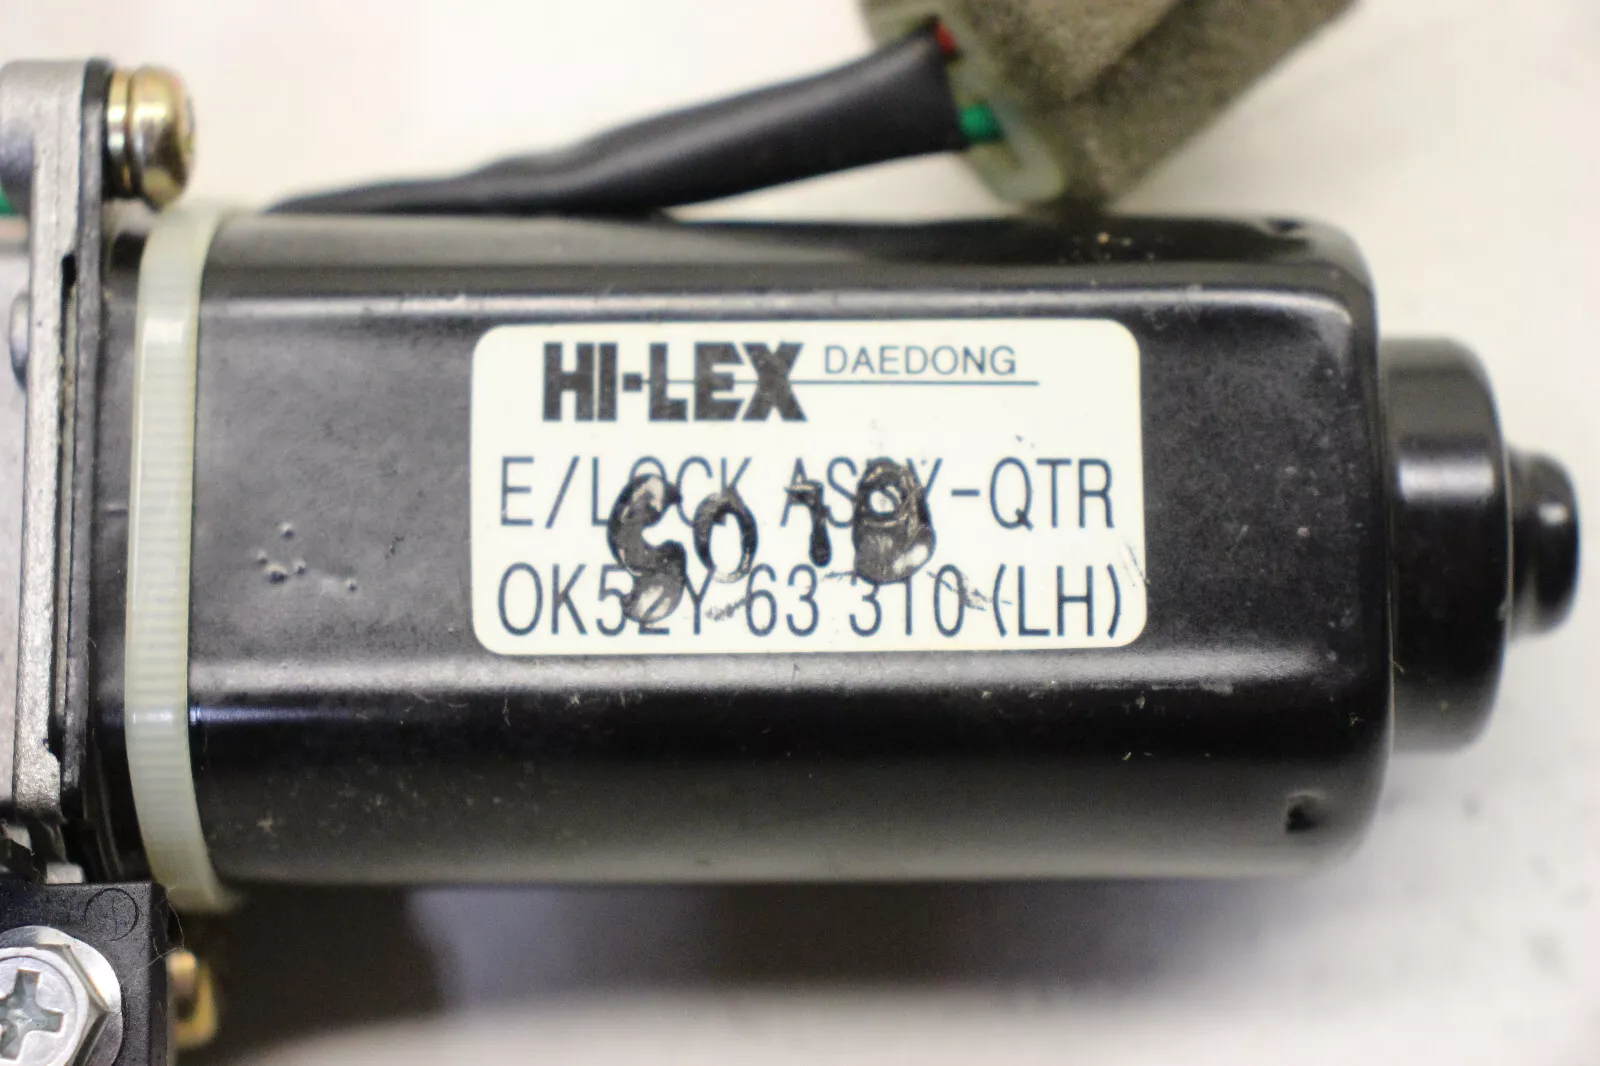 HI-LEX DAEDONG
E/LOCK ASSY-QTR
OK52Y 63 310 (LH)